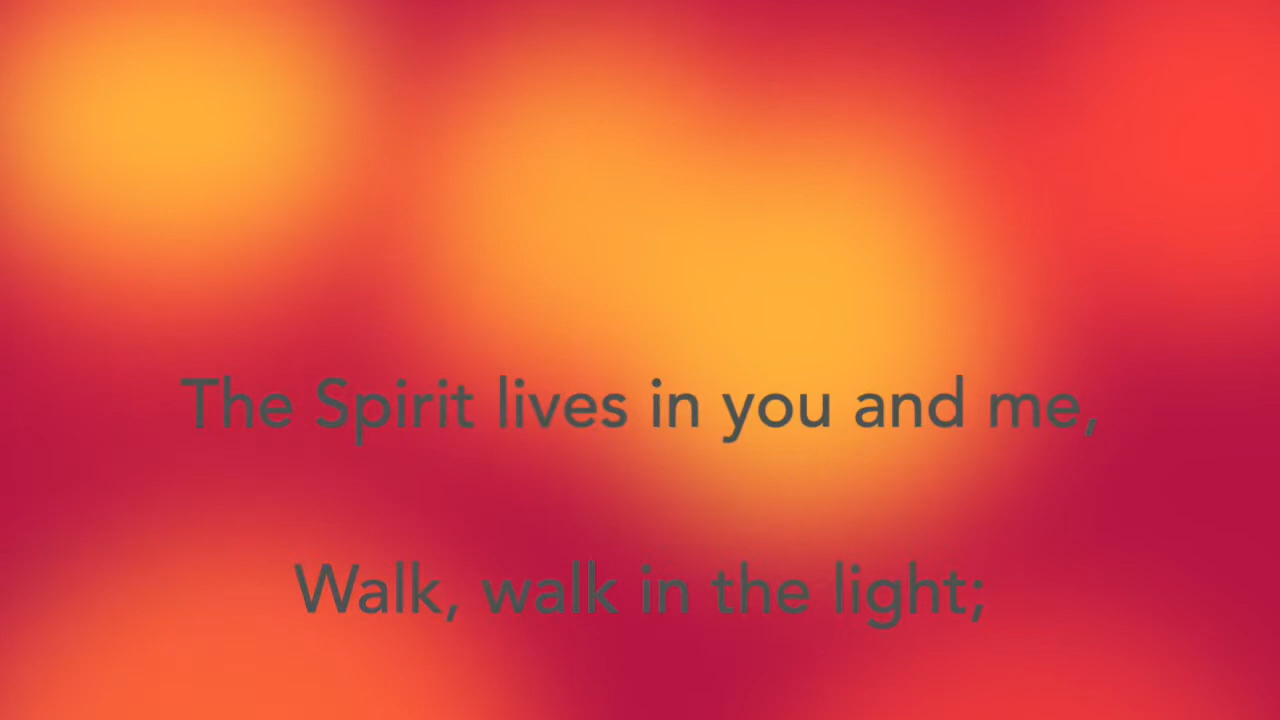 The Spirit lives in you and me,
Walk, walk in the light;